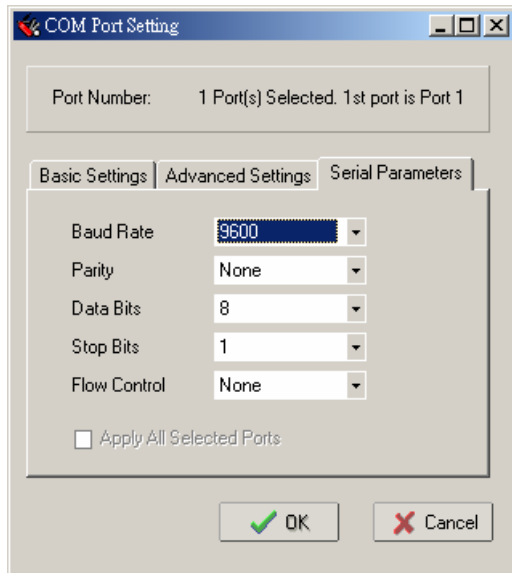 COM Port Setting
Port Number: 1 Port(s) Selected. 1st port is Port 1
Basic Settings Advanced Settings Serial Parameters
Baud Rate 9600
Parity None
Data Bits 8
Stop Bits 1
Flow Control None
Apply All Selected Ports
OK Cancel